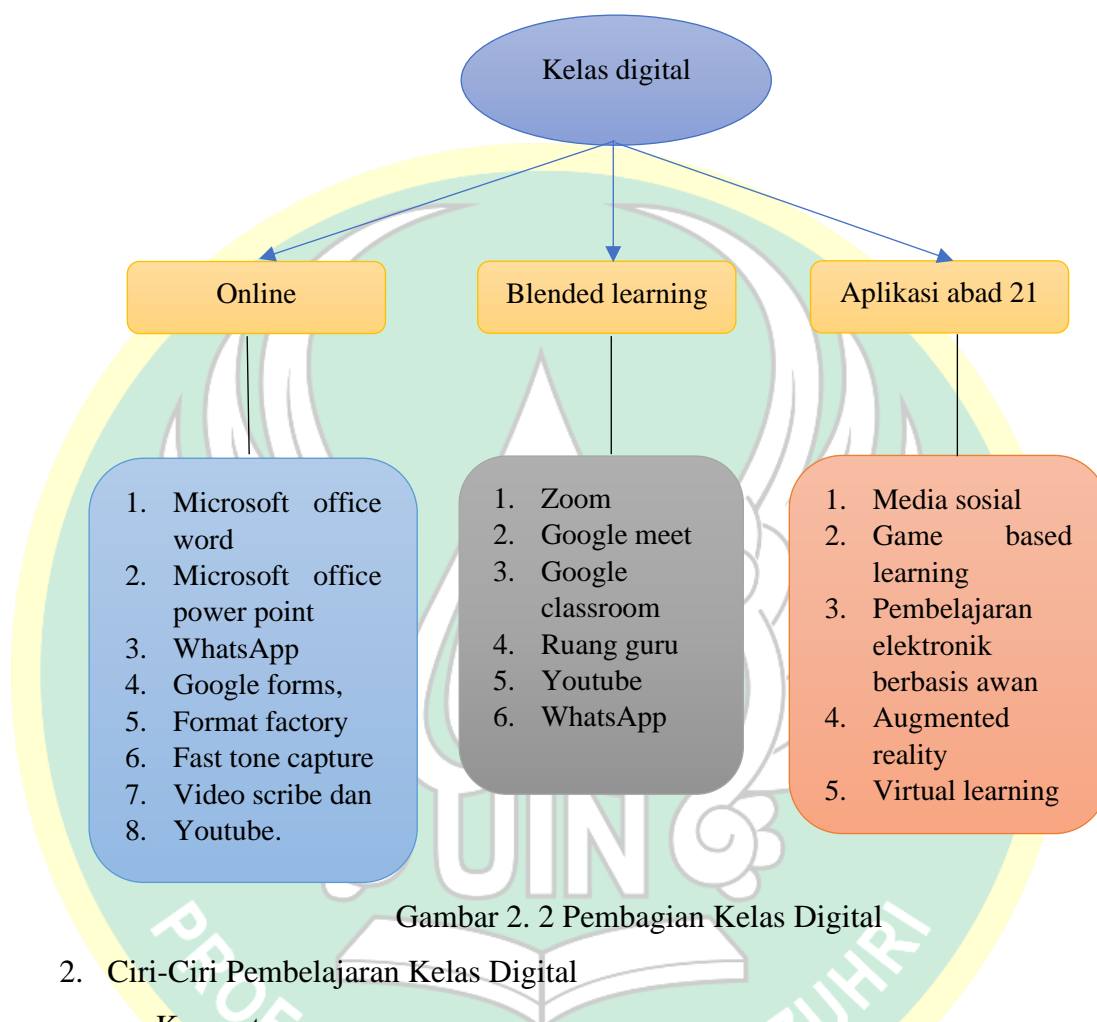 Kelas digital
Online
Blended learning
Aplikasi abad 21
1. Microsoft office
word
2. Microsoft office
power point
3. WhatsApp
4. Google forms,
5. Format factory
6. Fast tone capture
7. Video scribe dan
8. Youtube.
1. Zoom
2. Google meet
3. Google
classroom
4. Ruang guru
5. Youtube
6. WhatsApp
1. Media sosial
2. Game based
learning
3. Pembelajaran
elektronik
berbasis awan
4. Augmented
reality
5. Virtual learning
UIN
Gambar 2. 2 Pembagian Kelas Digital
2. Ciri-Ciri Pembelajaran Kelas Digital